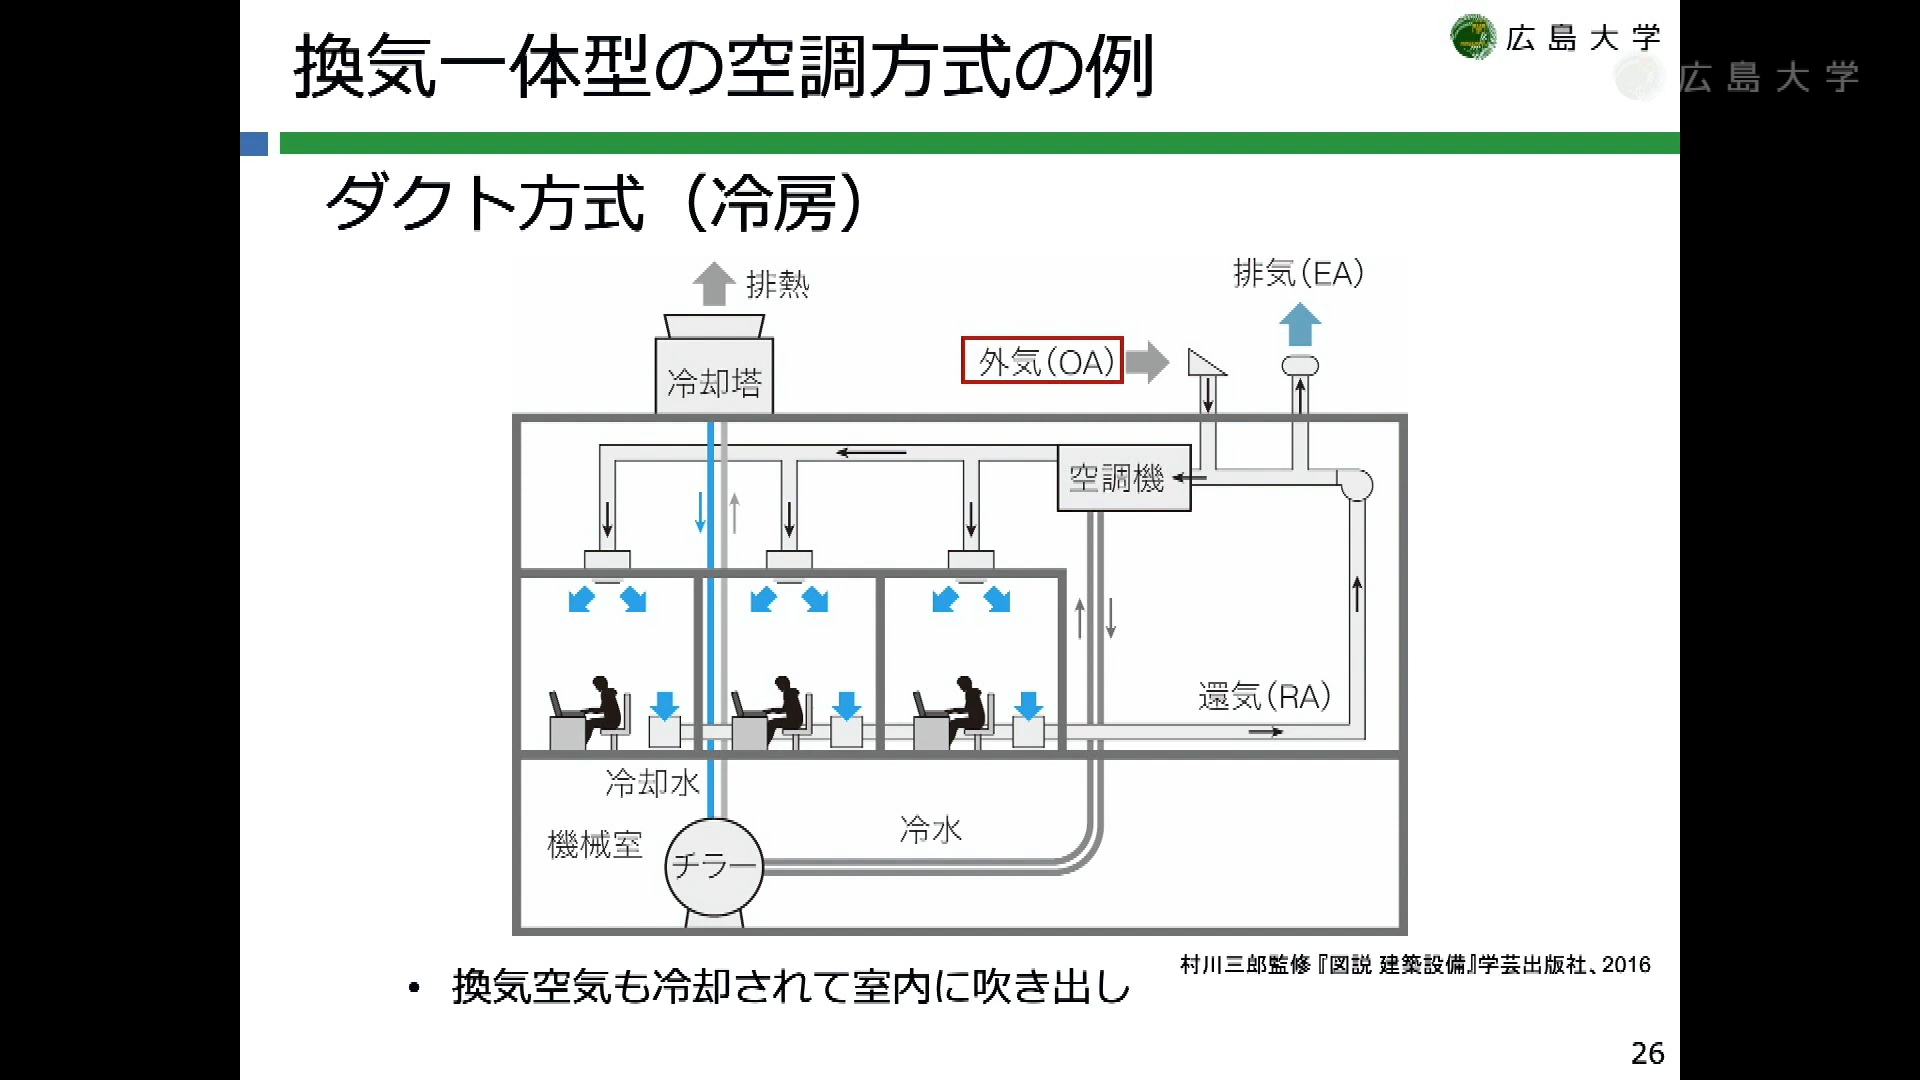 換気一体型の空調方式の例
広島大学
広島大学
ダクト方式（冷房）
排熱
排気（EA）
外気（OA）
冷却塔
空調機
還気（RA）
冷却水
冷水
機械室
チラー
村川三郎監修『図説 建築設備』学芸出版社、2016
• 換気空気も冷却されて室内に吹き出し
26